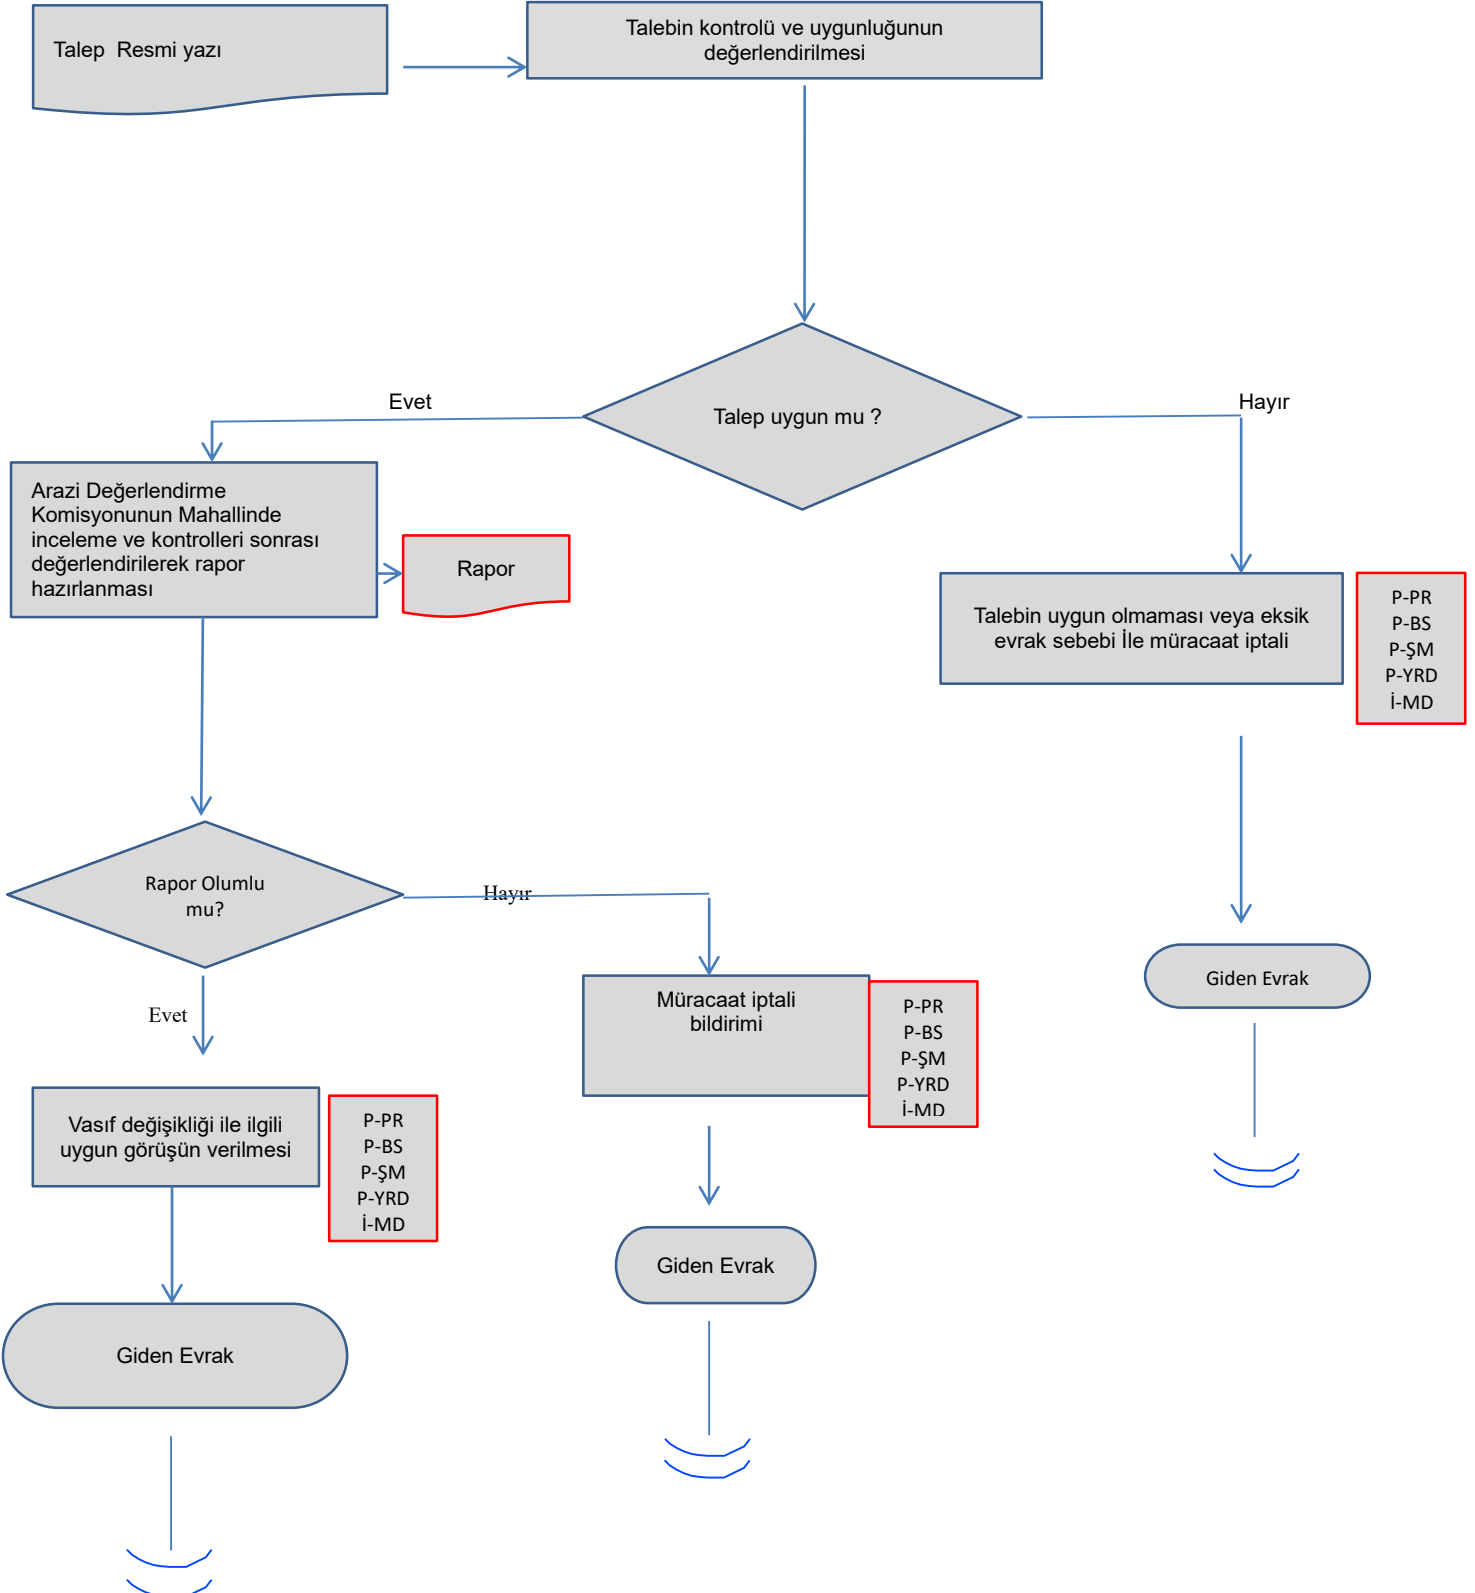 Talep  Resmi yazı
Talebin kontrolü ve uygunluğunun
değerlendirilmesi
Talep uygun mu ?
Evet
Hayır
Arazi Değerlendirme
Komisyonunun Mahallinde
inceleme ve kontrolleri sonrası
değerlendirilerek rapor
hazırlanması
Rapor
Talebin uygun olmaması veya eksik
evrak sebebi İle müracaat iptali
P-PR
P-BS
P-ŞM
P-YRD
İ-MD
Rapor Olumlu
mu?
Hayır
Evet
Giden Evrak
Müracaat iptali
bildirimi
P-PR
P-BS
P-ŞM
P-YRD
İ-MD
Vasıf değişikliği ile ilgili
uygun görüşün verilmesi
P-PR
P-BS
P-ŞM
P-YRD
İ-MD
Giden Evrak
Giden Evrak